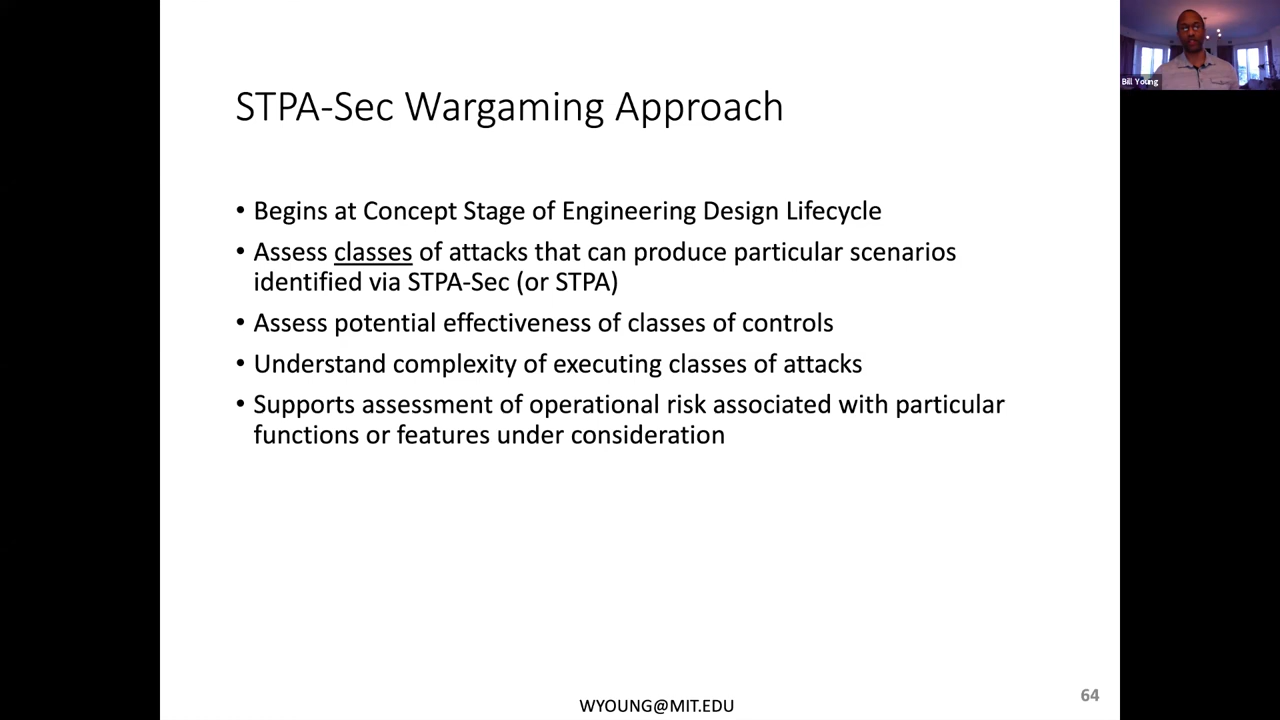 STPA-Sec Wargaming Approach
• Begins at Concept Stage of Engineering Design Lifecycle
• Assess classes of attacks that can produce particular scenarios
identified via STPA-Sec (or STPA)
• Assess potential effectiveness of classes of controls
• Understand complexity of executing classes of attacks
• Supports assessment of operational risk associated with particular
functions or features under consideration
WYOUNG@MIT.EDU
64
Bill Young